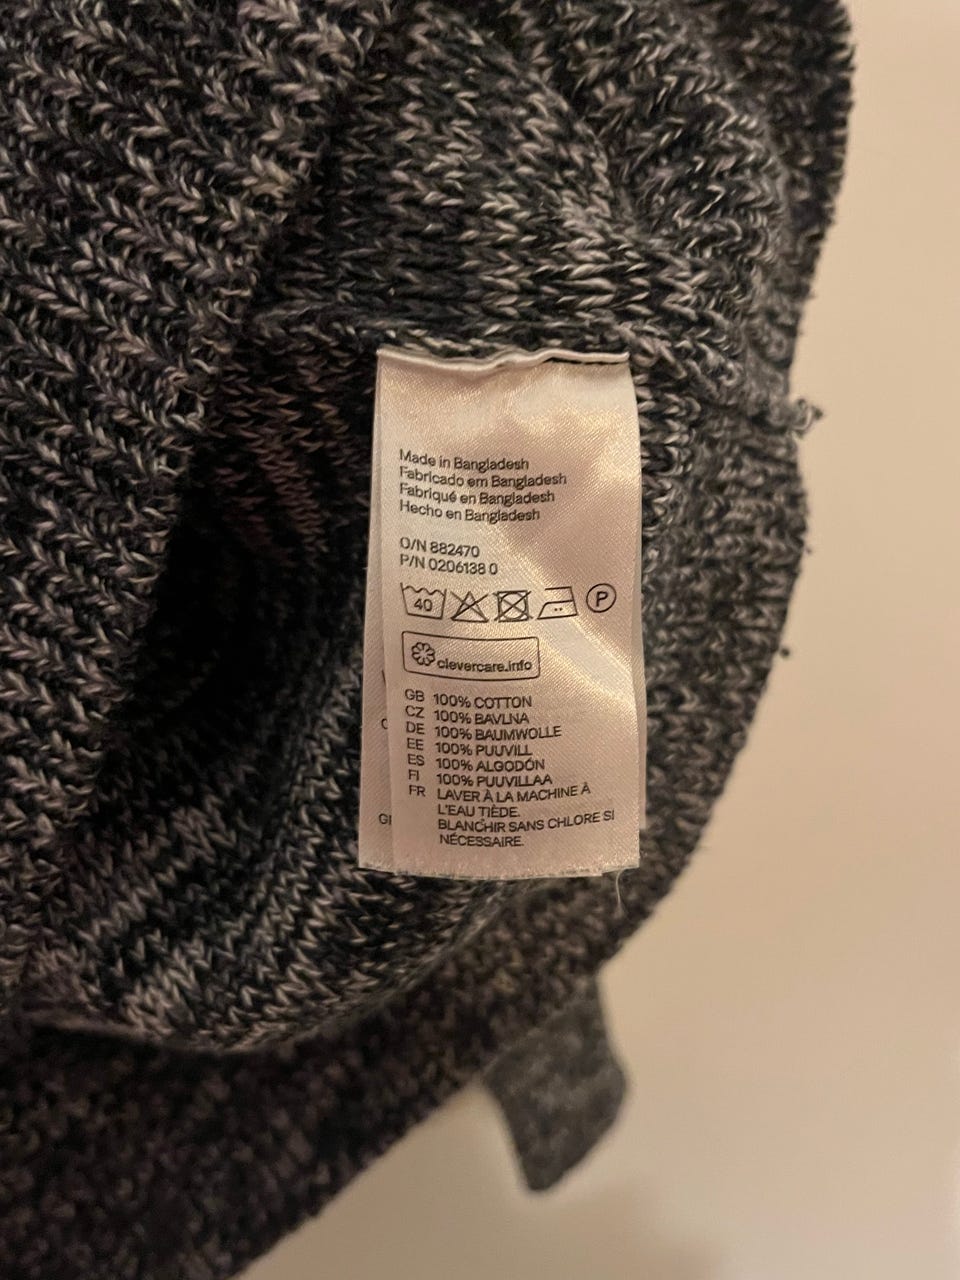 Made in Bangladesh
Fabricado em Bangladesh
Fabriqué en Bangladesh
Hecho en Bangladesh
O/N 882470
P/N 0206138 0
40
P
clevercare.info
GB 100% COTTON
CZ 100% BAVLNA
DE 100% BAUMWOLLE
EE 100% PUUVILL
ES 100% ALGODÓN
FI 100% PUUVILLAA
FR LAVER À LA MACHINE À
L'EAU TIÈDE.
BLANCHIR SANS CHLORE SI
NÉCESSAIRE.